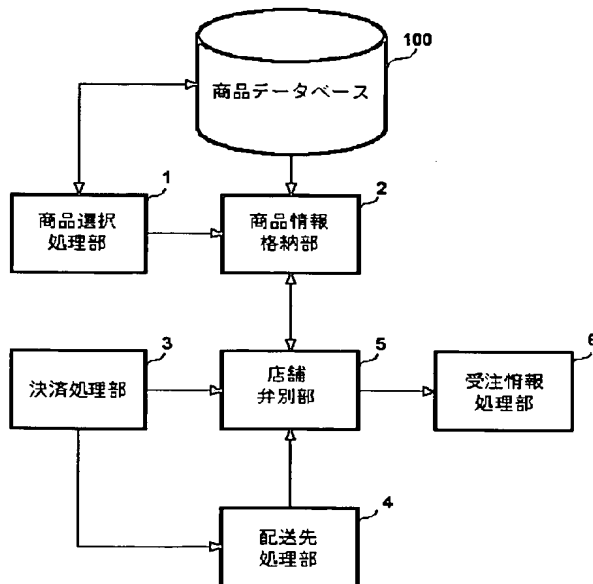 100
商品データベース
1
商品選択
処理部
2
商品情報
格納部
3
決済処理部
5
店舗
弁別部
6
受注情報
処理部
4
配送先
処理部